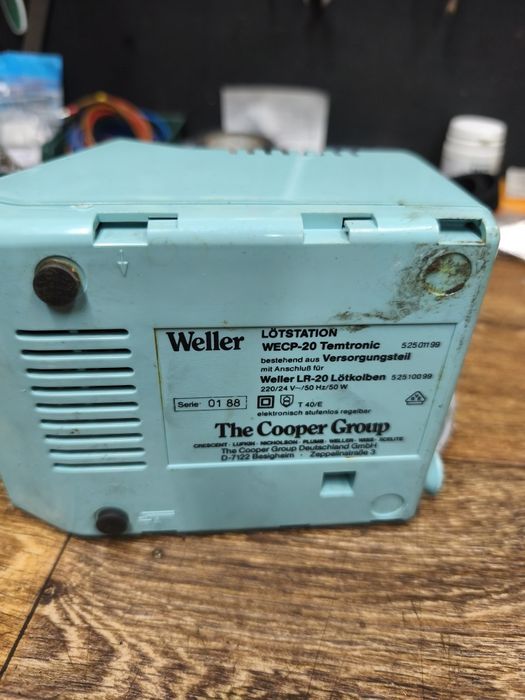 Weller
LÖTSTATION
WECP-20 Temtronic 52501199
bestehend aus Versorgungsteil
mit Anschluß für
Weller LR-20 Lötkolben 52510099
220/24 V~/50 Hz/50 W
Serie 01 88 T 40/E
elektronisch stufenlos regelbar
The Cooper Group
CRESCENT · LUFKIN · NICHOLSON · PLUMB · WELLER · WISS · XCELITE
The Cooper Group Deutschland GmbH
D-7122 Besigheim · Zeppelinstraße 3